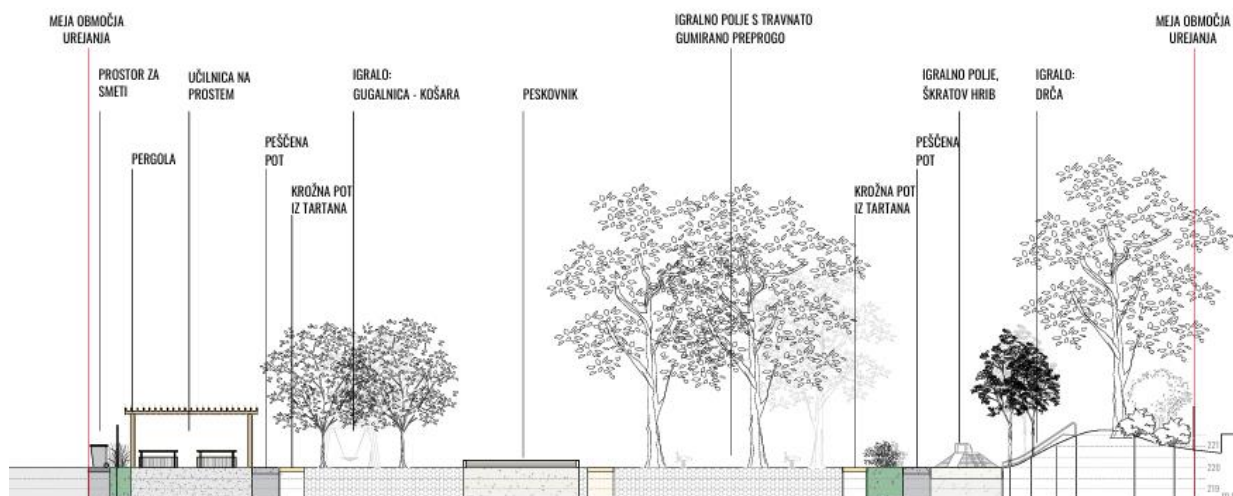 MEJA OBMOČJA
UREJANJA
PROSTOR ZA
SMETI
PERGOLA
UČILNICA NA
PROSTEM
PEŠČENA
POT
KROŽNA POT
IZ TARTANA
IGRALO:
GUGALNICA - KOŠARA
PESKOVNIK
IGRALNO POLJE S TRAVNATO
GUMIRANO PREPROGO
KROŽNA POT
IZ TARTANA
PEŠČENA
POT
IGRALNO POLJE,
ŠKRATOV HRIB
IGRALO:
DRČA
MEJA OBMOČJA
UREJANJA
221
220
219